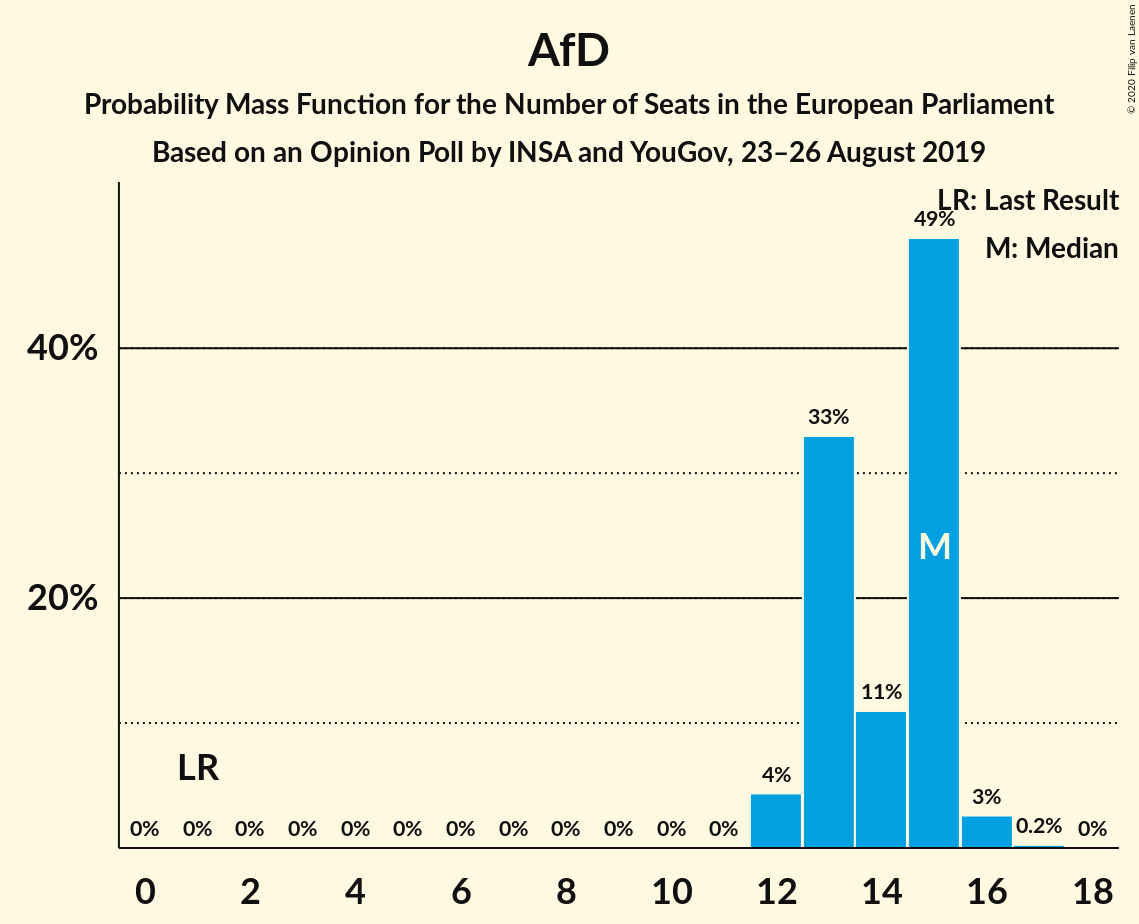 AfD
Probability Mass Function for the Number of Seats in the European Parliament
Based on an Opinion Poll by INSA and YouGov, 23–26 August 2019
© 2020 Filip van Laenen
LR: Last Result
M: Median
49%
40%
33%
M
20%
11%
LR
4%
3%
0% 0% 0% 0% 0% 0% 0% 0% 0% 0% 0% 0% 0.2% 0%
0 2 4 6 8 10 12 14 16 18